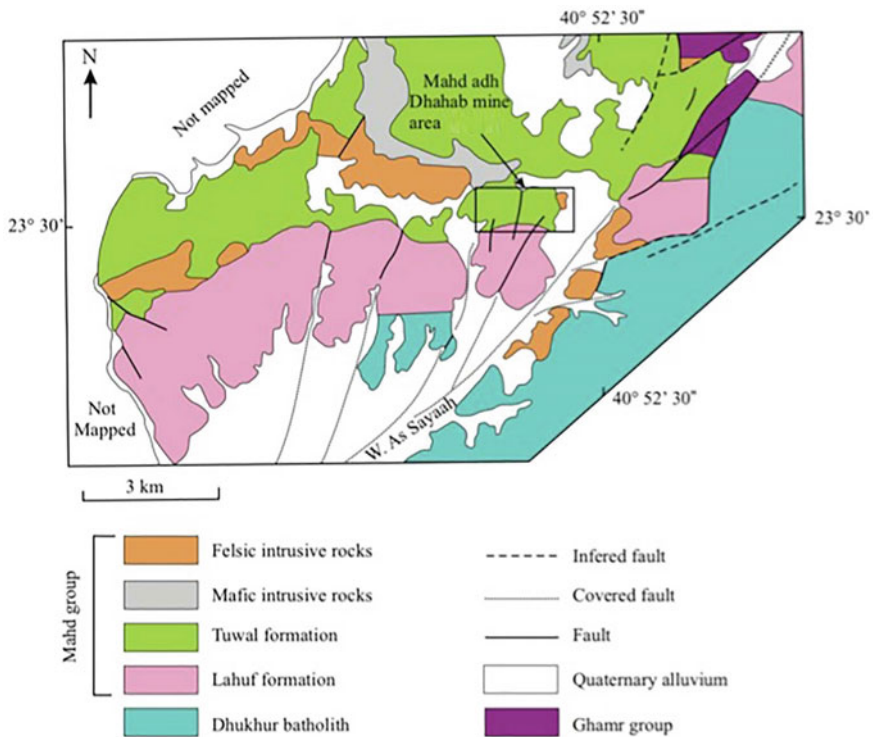 40° 52' 30"
N
Not mapped
Mahd adh
Dhahab mine
area
23° 30'
23° 30'
Not
Mapped
W. As Sayaah
40° 52' 30"
3 km
Mahd group
Felsic intrusive rocks
Mafic intrusive rocks
Tuwal formation
Lahuf formation
Dhukhur batholith
Infered fault
Covered fault
Fault
Quaternary alluvium
Ghamr group